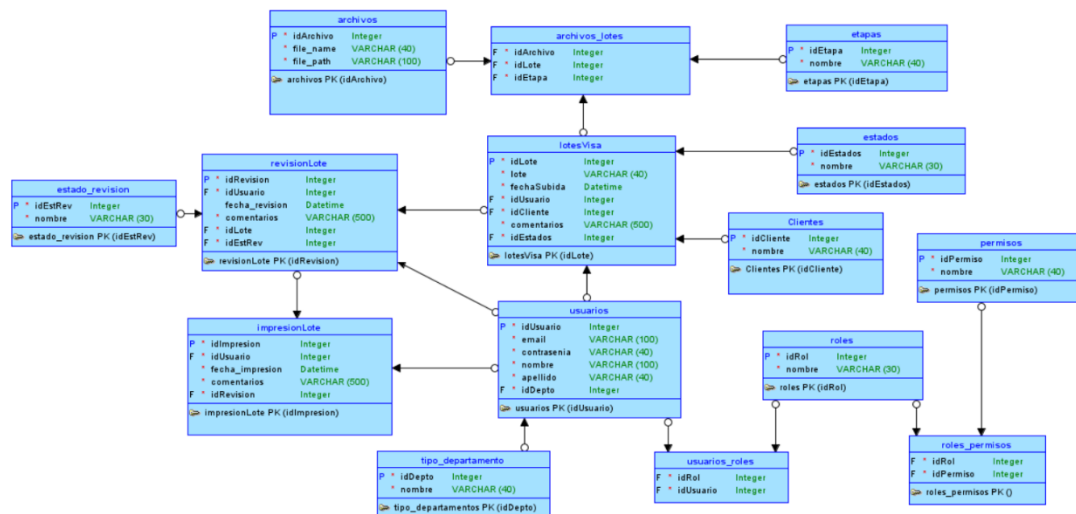 archivos
P * idArchivo Integer
* file_name VARCHAR (40)
* file_path VARCHAR (100)
archivos PK (idArchivo)
archivos_lotes
F * idArchivo Integer
F * idLote Integer
F * idEtapa Integer
etapas
P * idEtapa Integer
* nombre VARCHAR (40)
etapas PK (idEtapa)
estados
P * idEstados Integer
* nombre VARCHAR (30)
estados PK (idEstados)
lotesVisa
P * idLote Integer
* lote VARCHAR (40)
* fechaSubida Datetime
F * idUsuario Integer
F * idCliente Integer
* comentarios VARCHAR (500)
F * idEstados Integer
lotesVisa PK (idLote)
revisionLote
P * idRevision Integer
F * idUsuario Integer
fecha_revision Datetime
* comentarios VARCHAR (500)
F * idLote Integer
F * idEstRev Integer
revisionLote PK (idRevision)
estado_revision
P * idEstRev Integer
* nombre VARCHAR (30)
estado_revision PK (idEstRev)
Clientes
P * idCliente Integer
* nombre VARCHAR (40)
Clientes PK (idCliente)
permisos
P * idPermiso Integer
* nombre VARCHAR (40)
permisos PK (idPermiso)
impresionLote
P * idImpresion Integer
F * idUsuario Integer
* fecha_impresion Datetime
* comentarios VARCHAR (500)
F * idRevision Integer
impresionLote PK (idImpresion)
usuarios
P * idUsuario Integer
* email VARCHAR (100)
* contrasenia VARCHAR (40)
* nombre VARCHAR (100)
* apellido VARCHAR (40)
F * idDepto Integer
usuarios PK (idUsuario)
roles
P * idRol Integer
* nombre VARCHAR (30)
roles PK (idRol)
tipo_departamento
P * idDepto Integer
* nombre VARCHAR (40)
tipo_departamentos PK (idDepto)
usuarios_roles
F * idRol Integer
F * idUsuario Integer
roles_permisos
F * idRol Integer
F * idPermiso Integer
roles_permisos PK ()